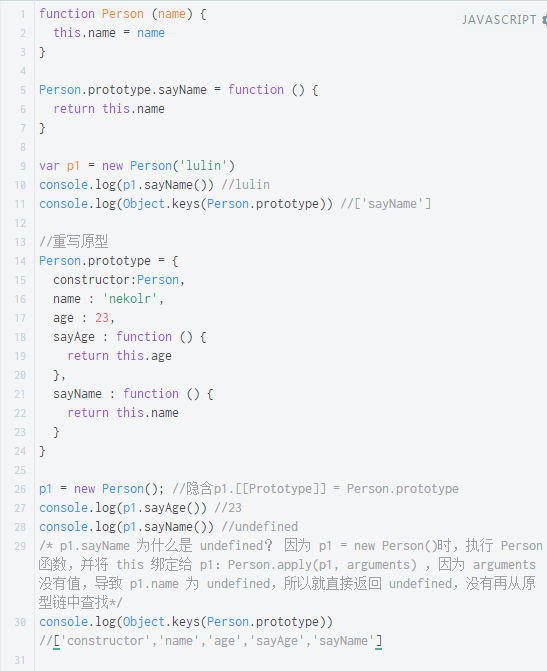 JAVASCRIPT
1 function Person (name) {
2   this.name = name
3 }
4
5 Person.prototype.sayName = function () {
6   return this.name
7 }
8
9 var p1 = new Person('lulin')
10 console.log(p1.sayName()) //lulin
11 console.log(Object.keys(Person.prototype)) //['sayName']
12
13 //重写原型
14 Person.prototype = {
15   constructor:Person,
16   name : 'nekolr',
17   age : 23,
18   sayAge : function () {
19     return this.age
20   },
21   sayName : function () {
22     return this.name
23   }
24 }
25
26 p1 = new Person(); //隐含p1.[[Prototype]] = Person.prototype
27 console.log(p1.sayAge()) //23
28 console.log(p1.sayName()) //undefined
29 /* p1.sayName 为什么是 undefined? 因为 p1 = new Person()时，执行 Person
函数，并将 this 绑定给 p1: Person.apply(p1, arguments) ，因为 arguments
没有值，导致 p1.name 为 undefined，所以就直接返回 undefined，没有再从原
型链中查找*/
30 console.log(Object.keys(Person.prototype))
//['constructor','name','age','sayAge','sayName']
31